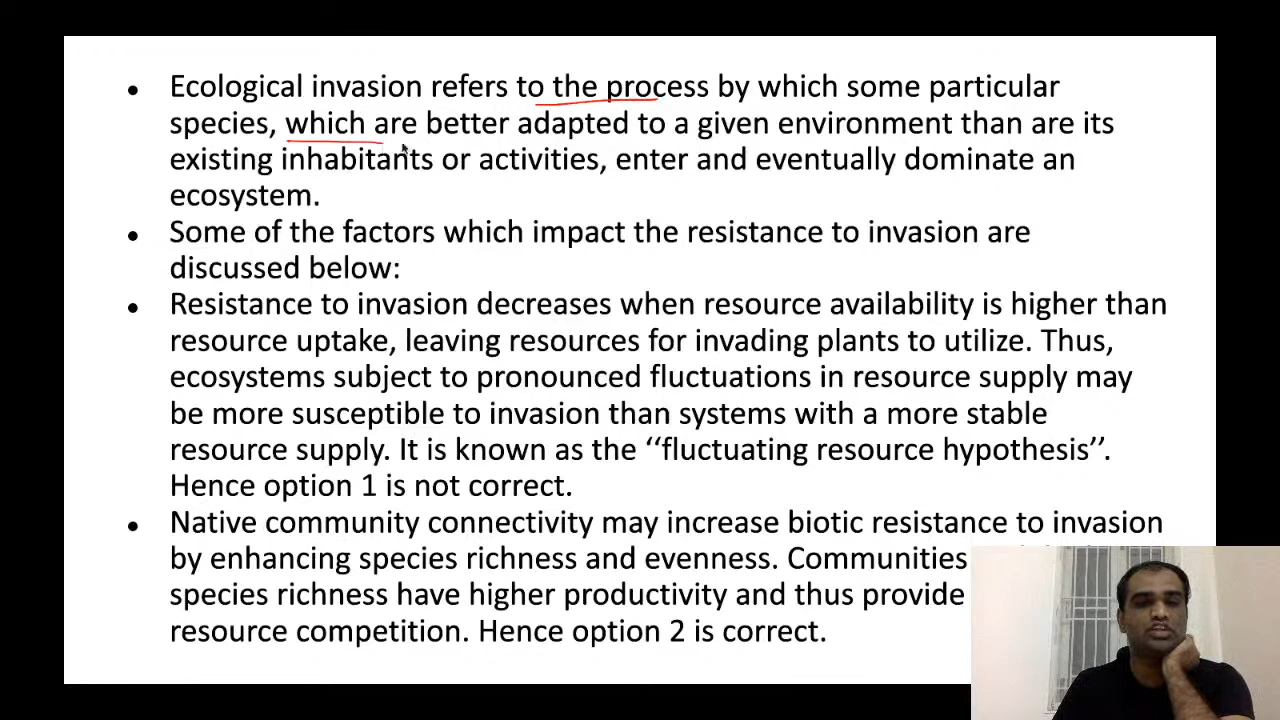 • Ecological invasion refers to the process by which some particular
species, which are better adapted to a given environment than are its
existing inhabitants or activities, enter and eventually dominate an
ecosystem.
• Some of the factors which impact the resistance to invasion are
discussed below:
• Resistance to invasion decreases when resource availability is higher than
resource uptake, leaving resources for invading plants to utilize. Thus,
ecosystems subject to pronounced fluctuations in resource supply may
be more susceptible to invasion than systems with a more stable
resource supply. It is known as the ‘‘fluctuating resource hypothesis’’.
Hence option 1 is not correct.
• Native community connectivity may increase biotic resistance to invasion
by enhancing species richness and evenness. Communities
species richness have higher productivity and thus provide
resource competition. Hence option 2 is correct.